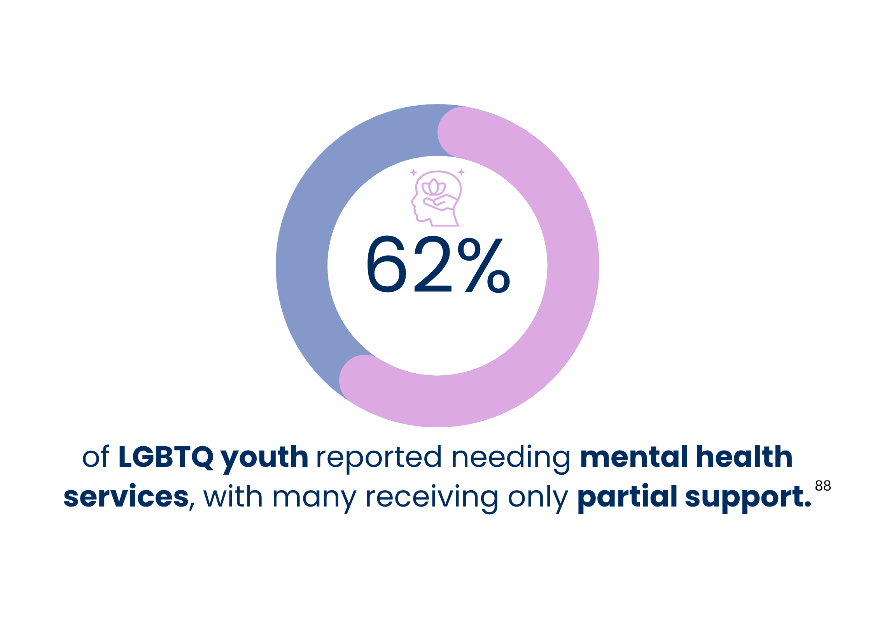 62%
of LGBTQ youth reported needing mental health
services, with many receiving only partial support.88